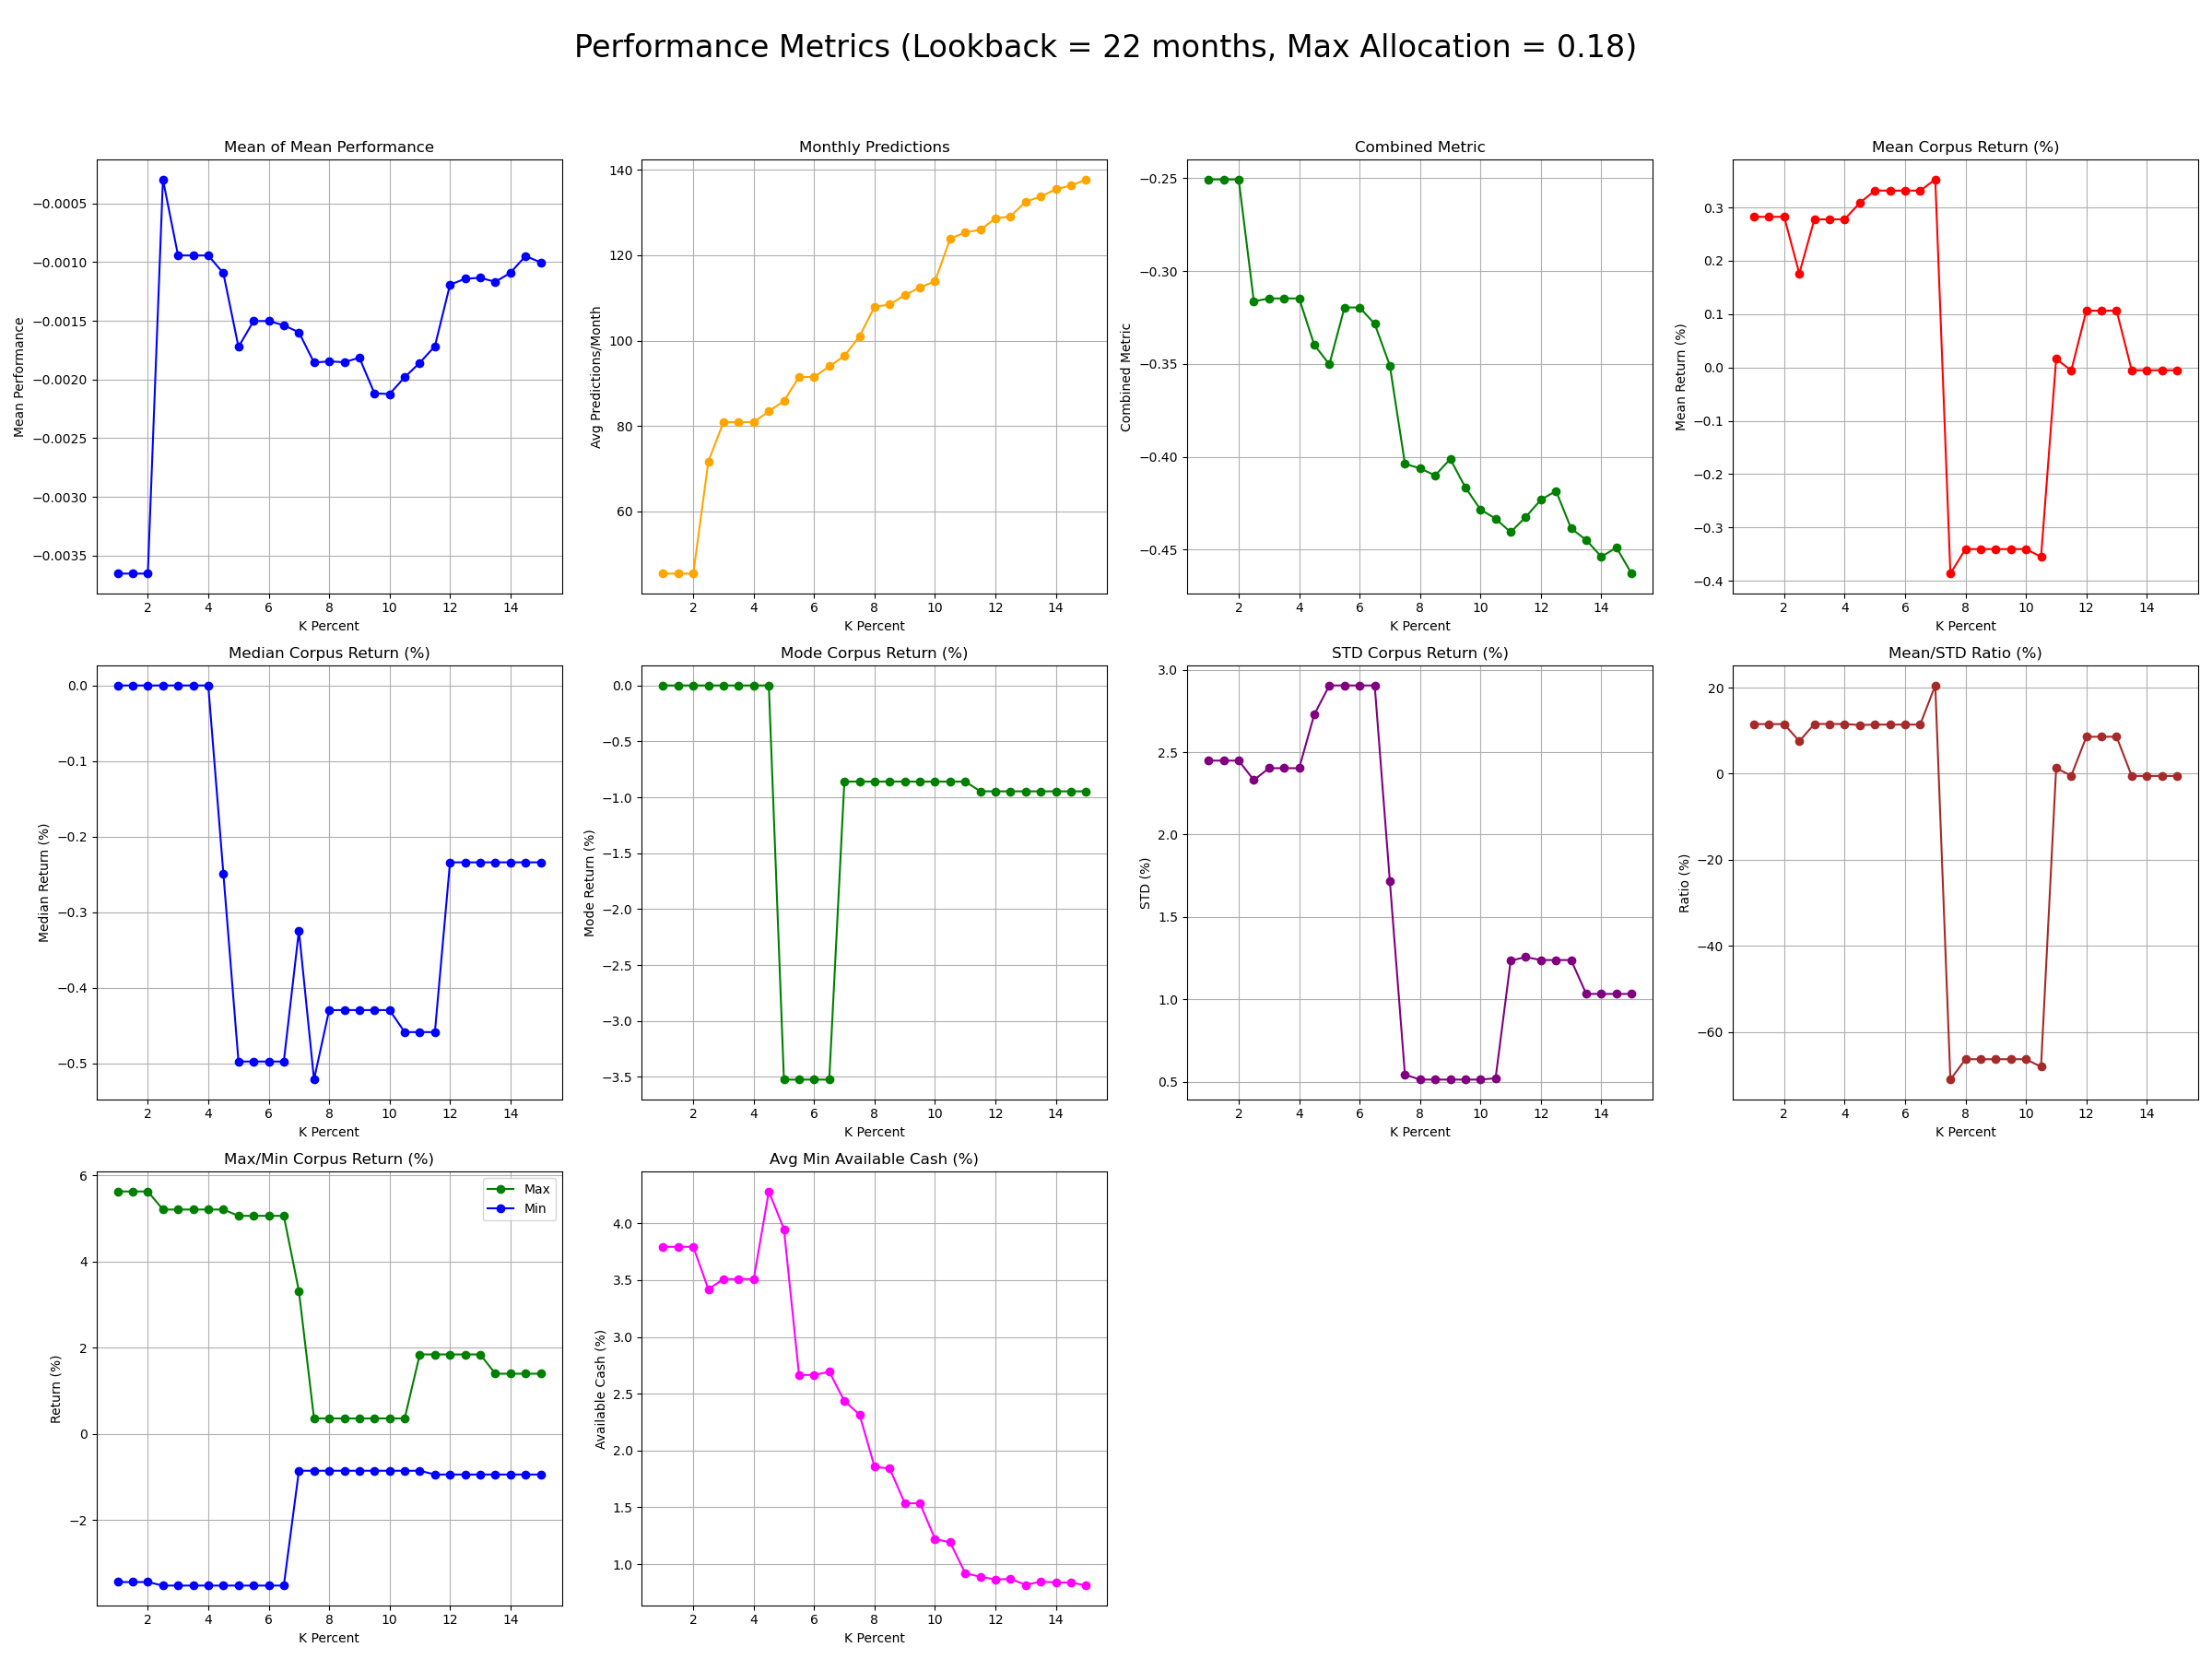 Performance Metrics (Lookback = 22 months, Max Allocation = 0.18)
Mean of Mean Performance
Mean Performance
−0.0005
−0.0010
−0.0015
−0.0020
−0.0025
−0.0030
−0.0035
2 4 6 8 10 12 14
K Percent
Monthly Predictions
Avg Predictions/Month
140
120
100
80
60
2 4 6 8 10 12 14
K Percent
Combined Metric
Combined Metric
−0.25
−0.30
−0.35
−0.40
−0.45
2 4 6 8 10 12 14
K Percent
Mean Corpus Return (%)
Mean Return (%)
0.3
0.2
0.1
0.0
−0.1
−0.2
−0.3
−0.4
2 4 6 8 10 12 14
K Percent
Median Corpus Return (%)
Median Return (%)
0.0
−0.1
−0.2
−0.3
−0.4
−0.5
2 4 6 8 10 12 14
K Percent
Mode Corpus Return (%)
Mode Return (%)
0.0
−0.5
−1.0
−1.5
−2.0
−2.5
−3.0
−3.5
2 4 6 8 10 12 14
K Percent
STD Corpus Return (%)
STD (%)
3.0
2.5
2.0
1.5
1.0
0.5
2 4 6 8 10 12 14
K Percent
Mean/STD Ratio (%)
Ratio (%)
20
0
−20
−40
−60
2 4 6 8 10 12 14
K Percent
Max/Min Corpus Return (%)
Return (%)
6
4
2
0
−2
Max
Min
2 4 6 8 10 12 14
K Percent
Avg Min Available Cash (%)
Available Cash (%)
4.0
3.5
3.0
2.5
2.0
1.5
1.0
2 4 6 8 10 12 14
K Percent